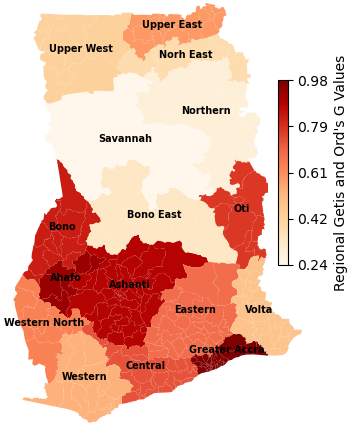 Upper East
Upper West
Norh East
Northern
Savannah
Bono East
Oti
Bono
Ahafo
Ashanti
Eastern
Volta
Western North
Greater Accra
Central
Western
0.98
0.79
0.61
0.42
0.24
Regional Getis and Ord's G Values